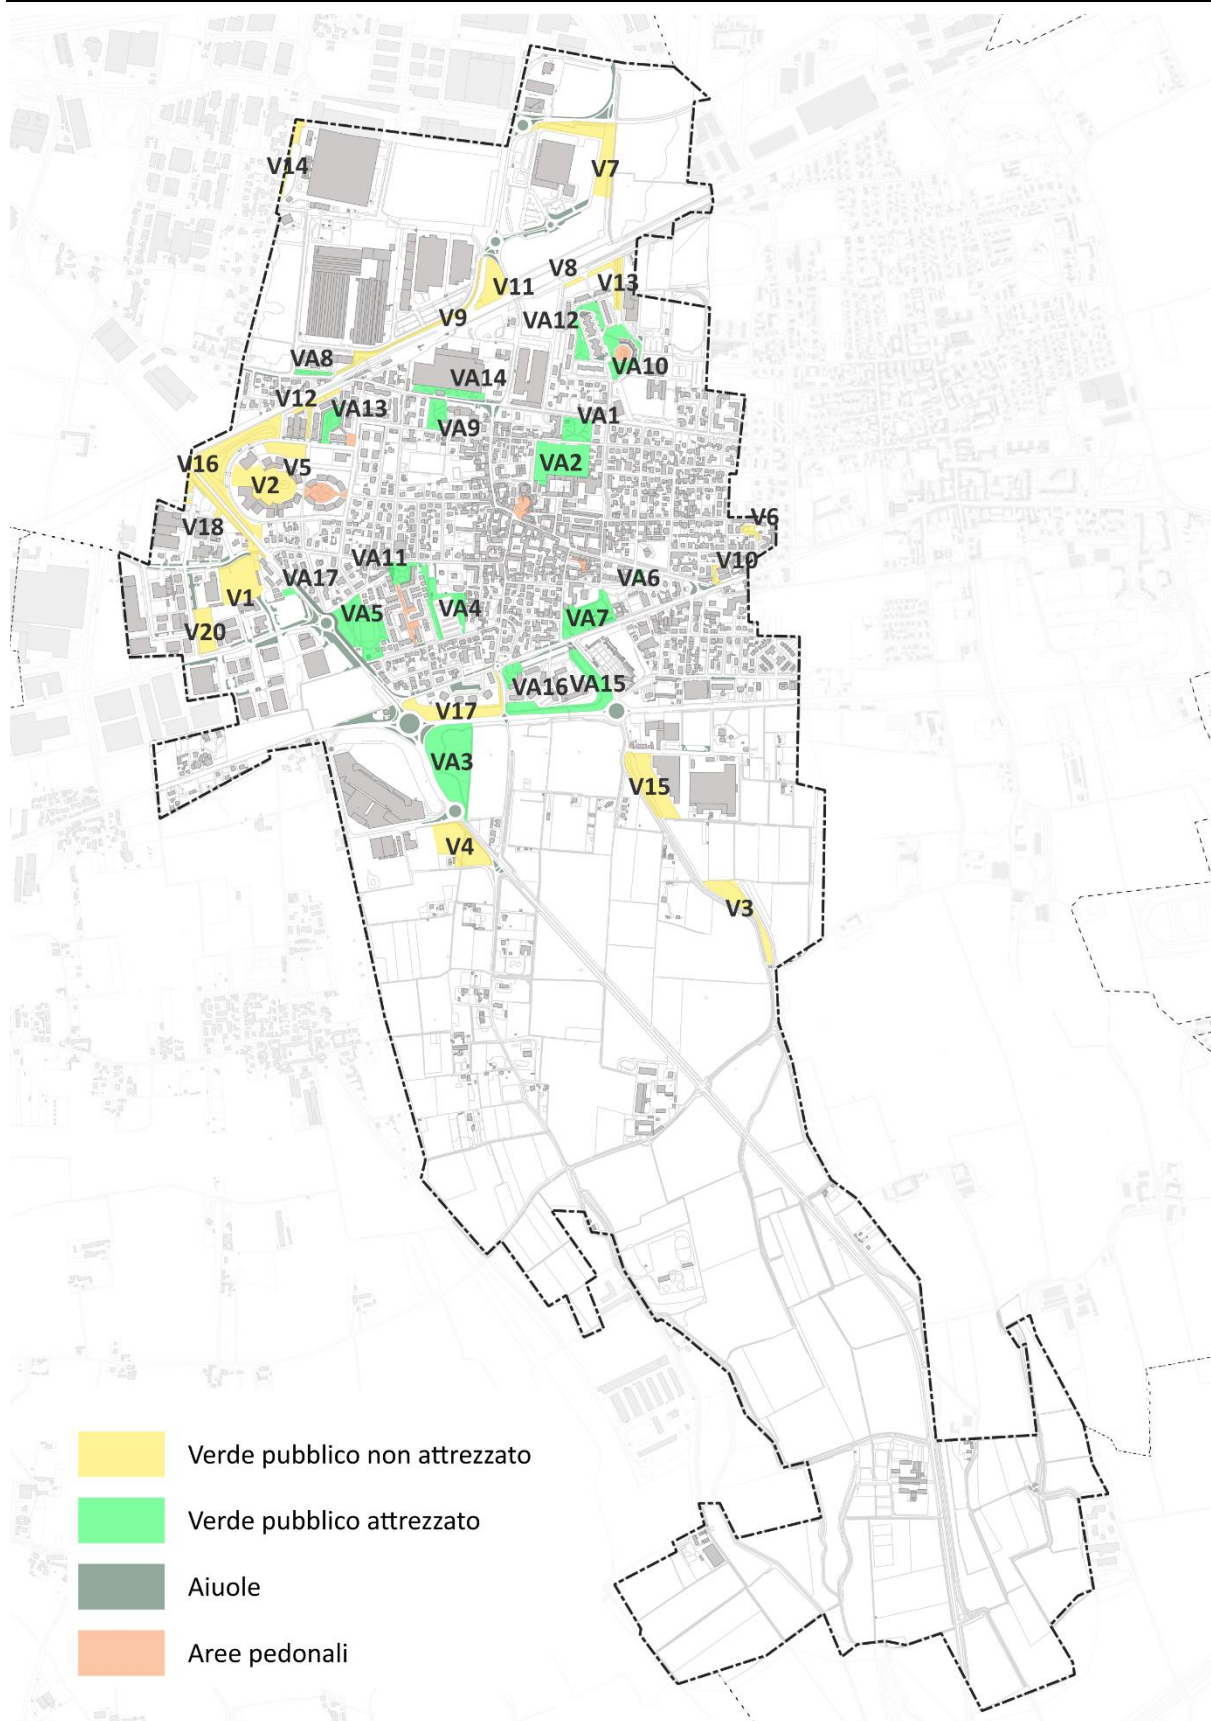 V14
V7
V8
V13
V11
V9
VA12
VA8
VA10
VA14
V12
VA13
VA9
VA1
VA2
V16
V5
V2
V6
V18
VA11
V10
VA17
VA6
V1
VA5
VA4
VA7
V20
VA16
VA15
V17
VA3
V15
V4
V3
Verde pubblico non attrezzato
Verde pubblico attrezzato
Aiuole
Aree pedonali